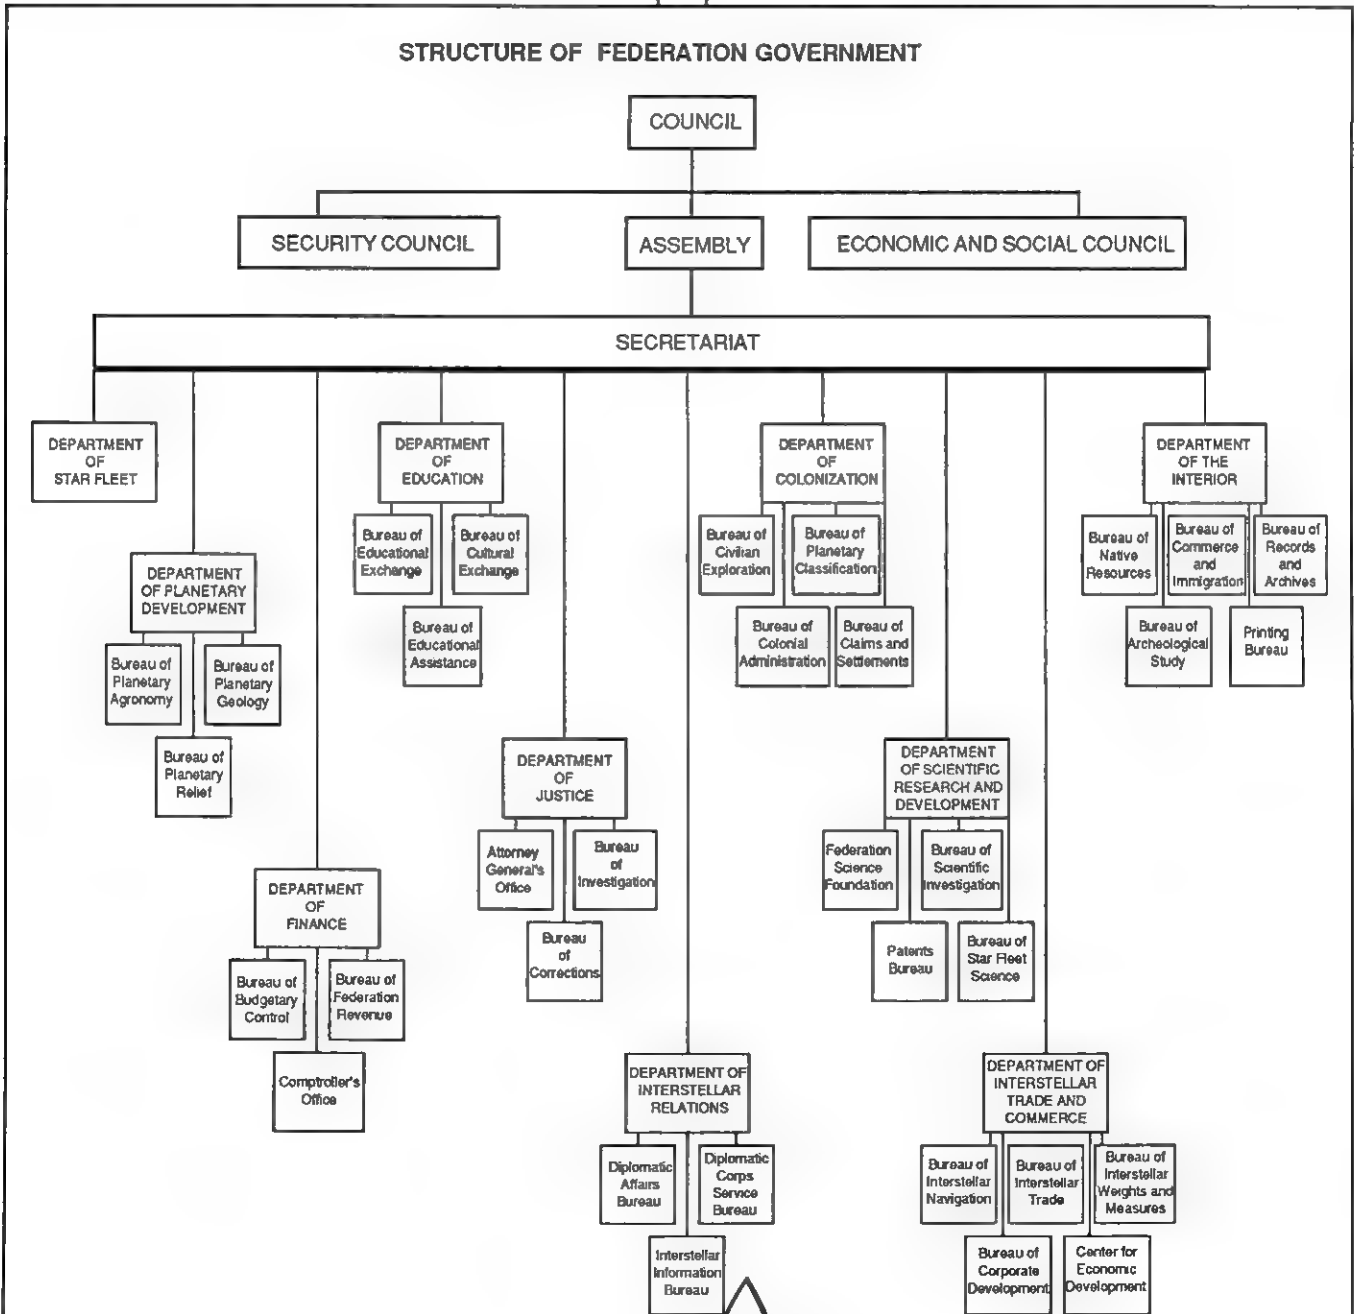 STRUCTURE OF FEDERATION GOVERNMENT
COUNCIL
SECURITY COUNCIL
ASSEMBLY
ECONOMIC AND SOCIAL COUNCIL
SECRETARIAT
DEPARTMENT
OF
STAR FLEET
DEPARTMENT
OF PLANETARY
DEVELOPMENT
Bureau of
Planetary
Agronomy
Bureau of
Planetary
Geology
Bureau of
Planetary
Relief
DEPARTMENT
OF
FINANCE
Bureau of
Budgetary
Control
Bureau of
Federation
Revenue
Comptroller's
Office
DEPARTMENT
OF
EDUCATION
Bureau of
Educational
Exchange
Bureau of
Cultural
Exchange
Bureau of
Educational
Assistance
DEPARTMENT
OF
JUSTICE
Attorney
General's
Office
Bureau
of
Investigation
Bureau
of
Corrections
DEPARTMENT OF
INTERSTELLAR
RELATIONS
Diplomatic
Affairs
Bureau
Diplomatic
Corps
Service
Bureau
Interstellar
Information
Bureau
DEPARTMENT
OF
COLONIZATION
Bureau of
Civilian
Exploration
Bureau of
Planetary
Classification
Bureau of
Colonial
Administration
Bureau of
Claims and
Settlements
DEPARTMENT
OF SCIENTIFIC
RESEARCH AND
DEVELOPMENT
Federation
Science
Foundation
Bureau of
Scientific
Investigation
Patents
Bureau
Bureau of
Star Fleet
Science
DEPARTMENT OF
INTERSTELLAR
TRADE AND
COMMERCE
Bureau of
Interstellar
Navigation
Bureau of
Interstellar
Trade
Bureau of
Interstellar
Weights and
Measures
Bureau of
Corporate
Development
Center for
Economic
Development
DEPARTMENT
OF THE
INTERIOR
Bureau of
Native
Resources
Bureau of
Commerce
and
Immigration
Bureau of
Records
and
Archives
Bureau of
Archeological
Study
Printing
Bureau